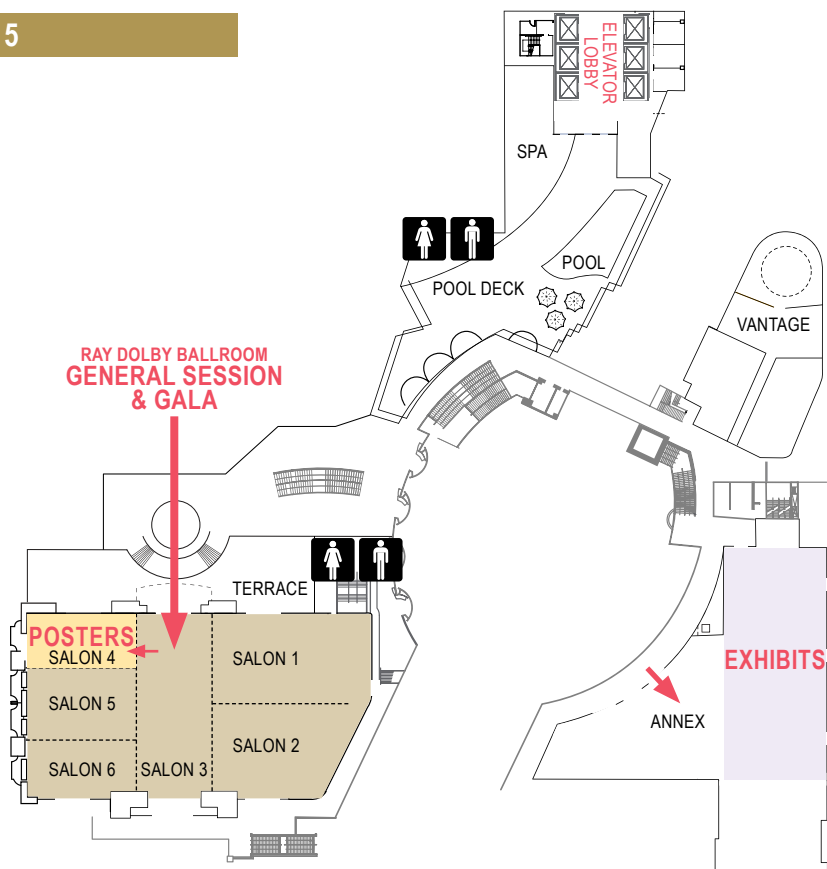 5
ELEVATOR
LOBBY
SPA
POOL
POOL DECK
VANTAGE
RAY DOLBY BALLROOM
GENERAL SESSION
& GALA
TERRACE
POSTERS
SALON 4
SALON 1
SALON 5
SALON 2
SALON 6
SALON 3
EXHIBITS
ANNEX